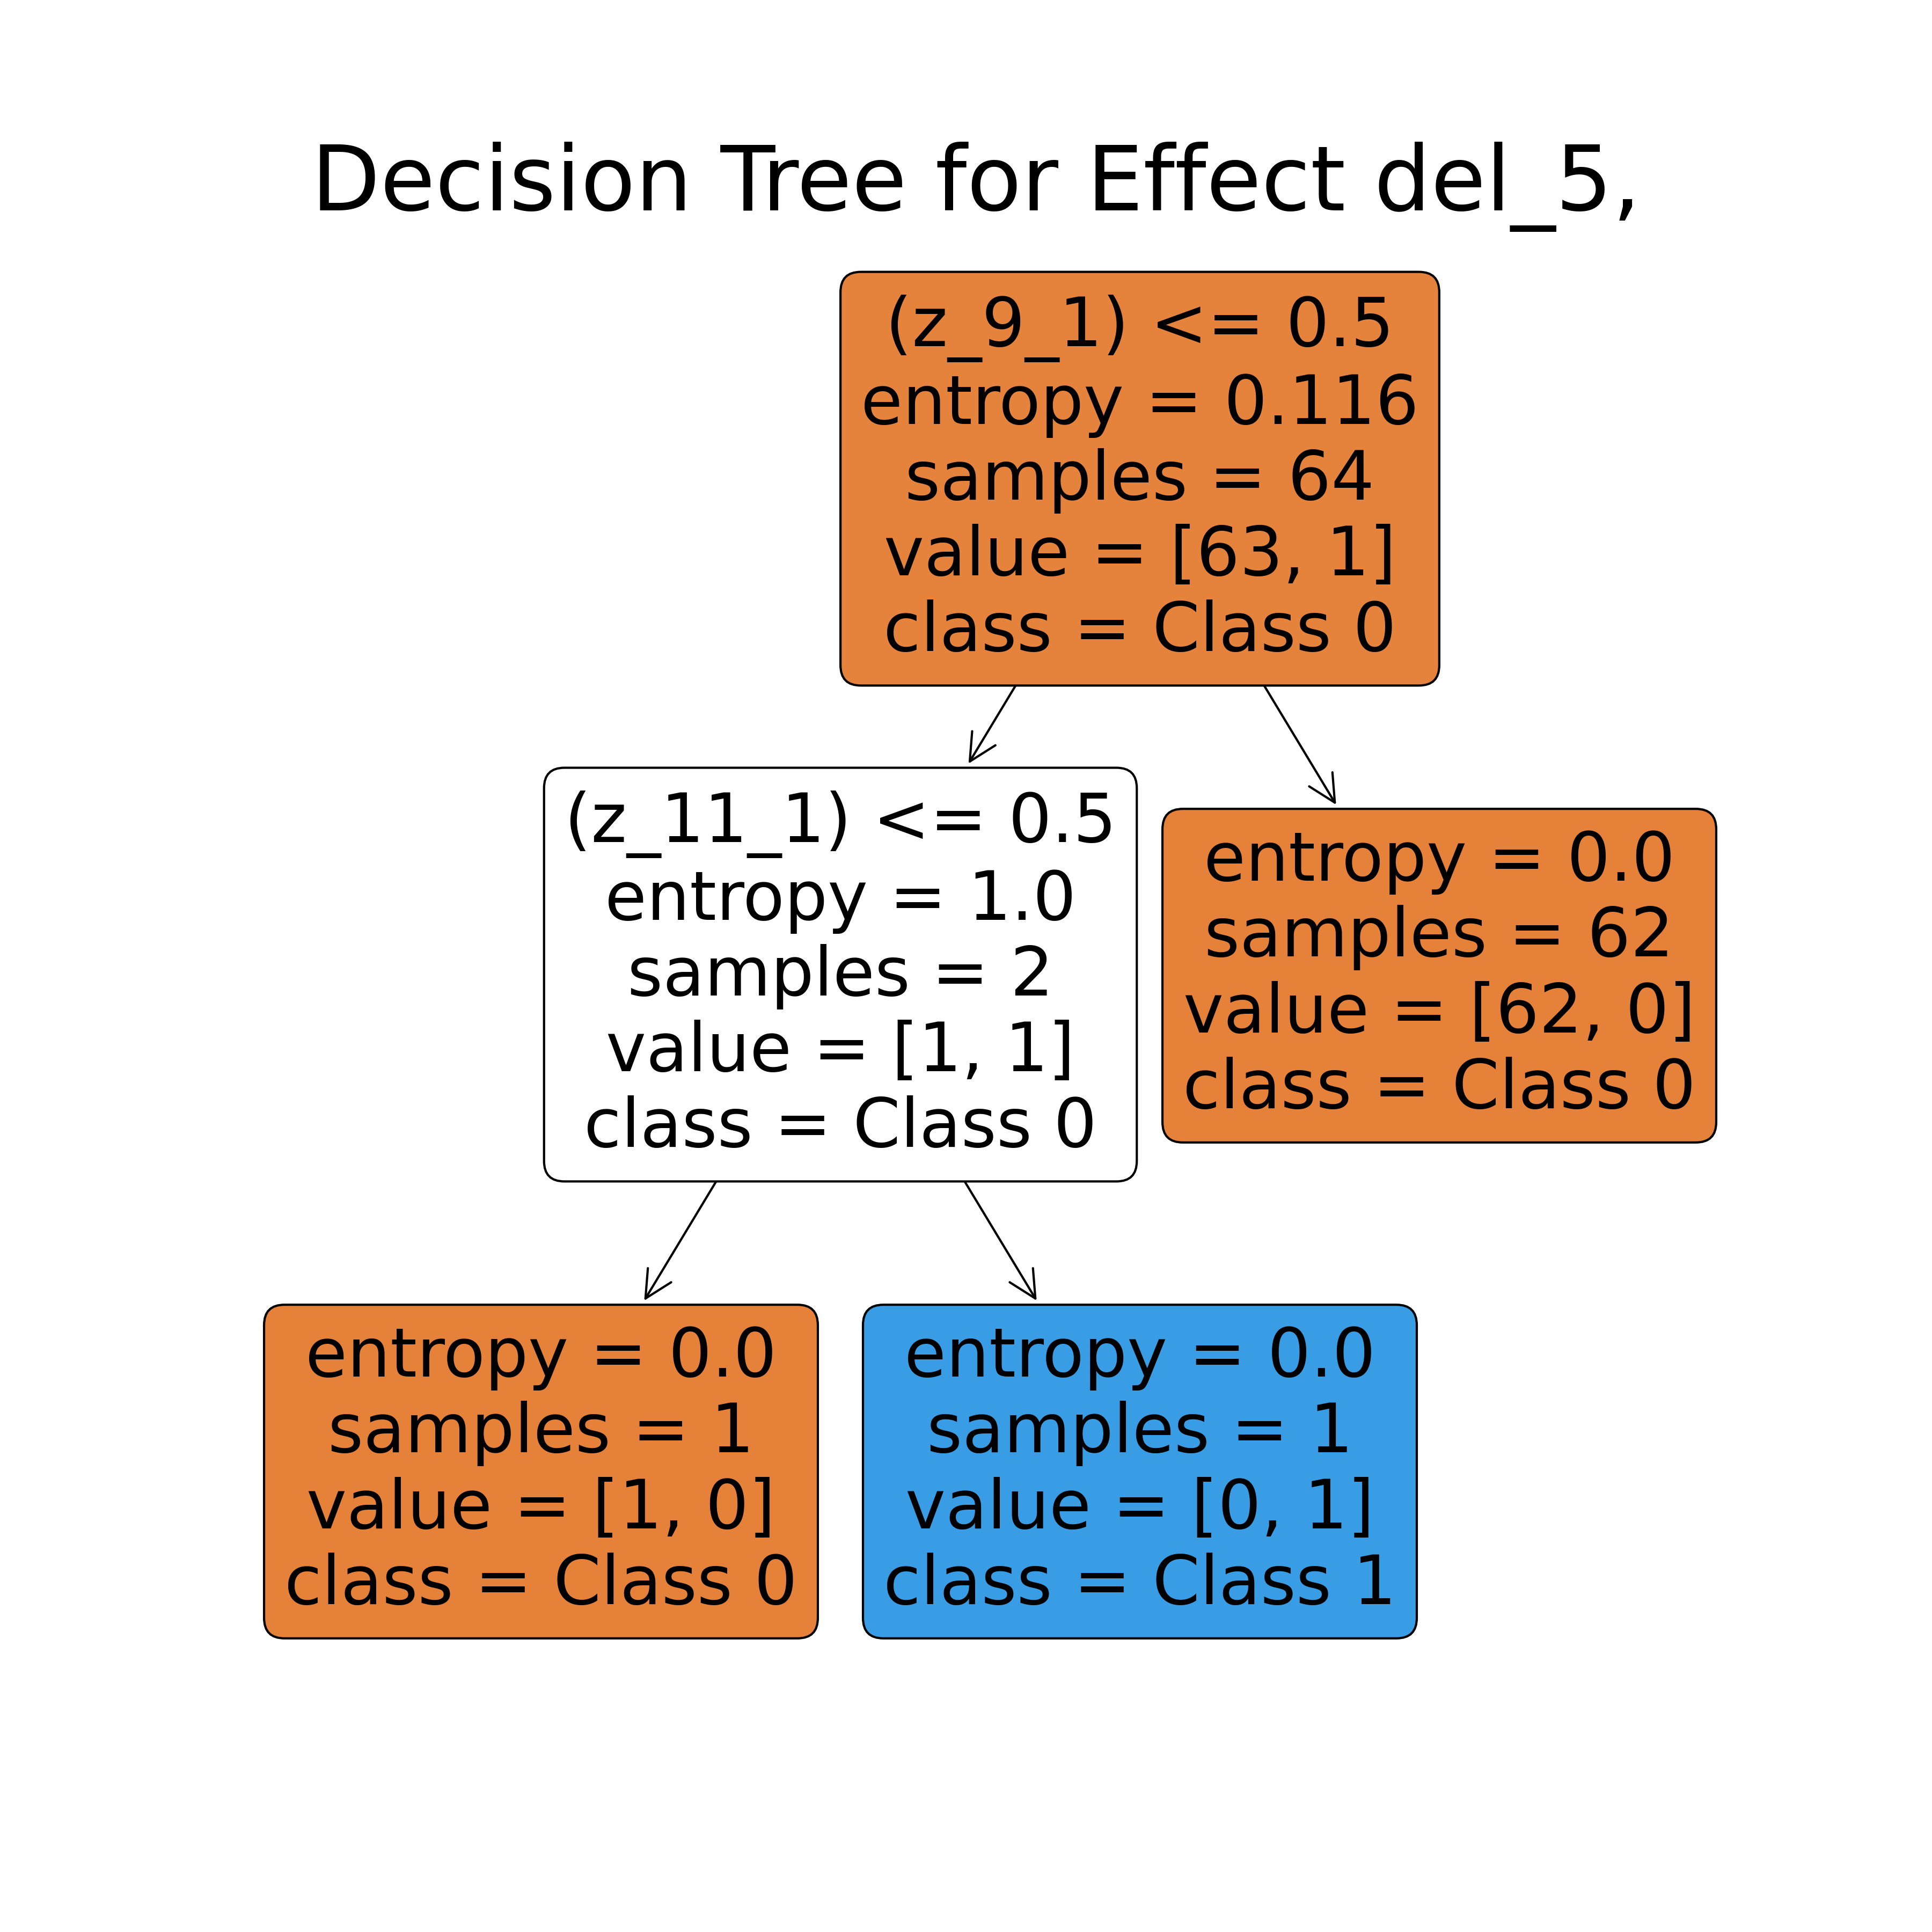 Decision Tree for Effect del_5,
(z_9_1) <= 0.5
entropy = 0.116
samples = 64
value = [63, 1]
class = Class 0
(z_11_1) <= 0.5
entropy = 1.0
samples = 2
value = [1, 1]
class = Class 0
entropy = 0.0
samples = 62
value = [62, 0]
class = Class 0
entropy = 0.0
samples = 1
value = [1, 0]
class = Class 0
entropy = 0.0
samples = 1
value = [0, 1]
class = Class 1